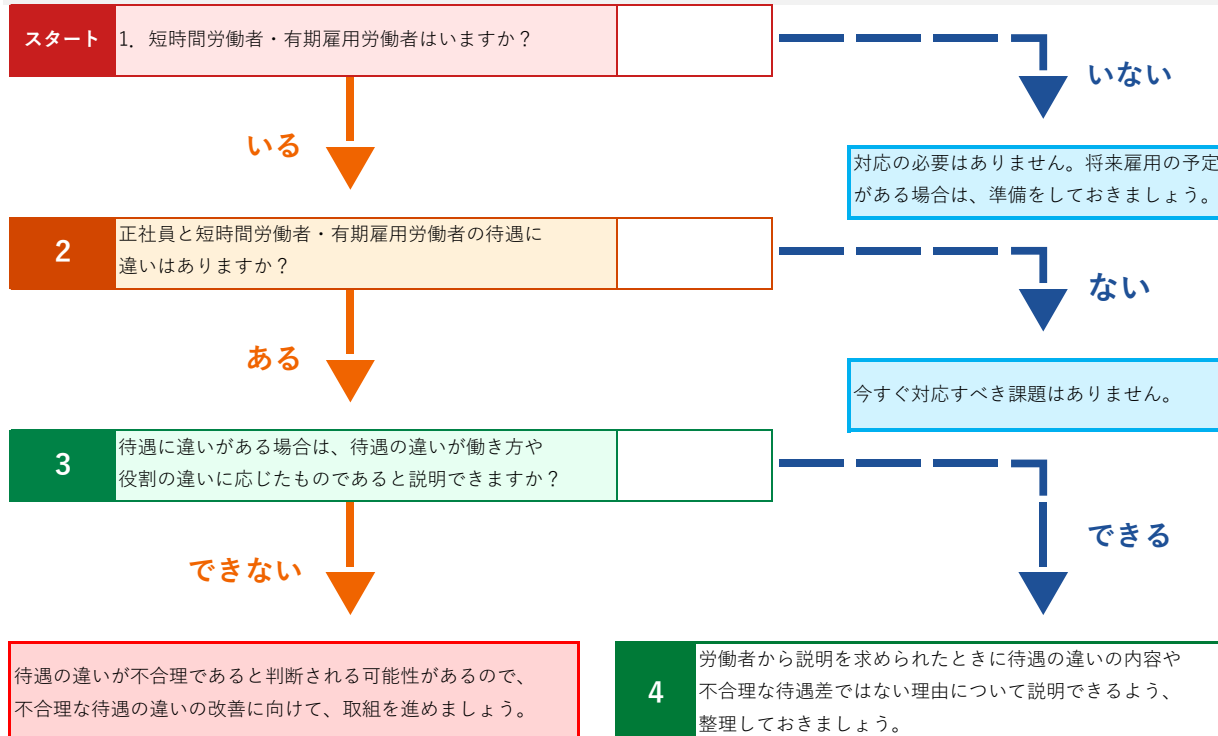 スタート
1．短時間労働者・有期雇用労働者はいますか？
いない
いる
対応の必要はありません。将来雇用の予定
がある場合は、準備をしておきましょう。
2
正社員と短時間労働者・有期雇用労働者の待遇に
違いはありますか？
ない
ある
今すぐ対応すべき課題はありません。
3
待遇に違いがある場合は、待遇の違いが働き方や
役割の違いに応じたものであると説明できますか？
できる
できない
待遇の違いが不合理であると判断される可能性があるので、
不合理な待遇の違いの改善に向けて、取組を進めましょう。
4
労働者から説明を求められたときに待遇の違いの内容や
不合理な待遇差ではない理由について説明できるよう、
整理しておきましょう。